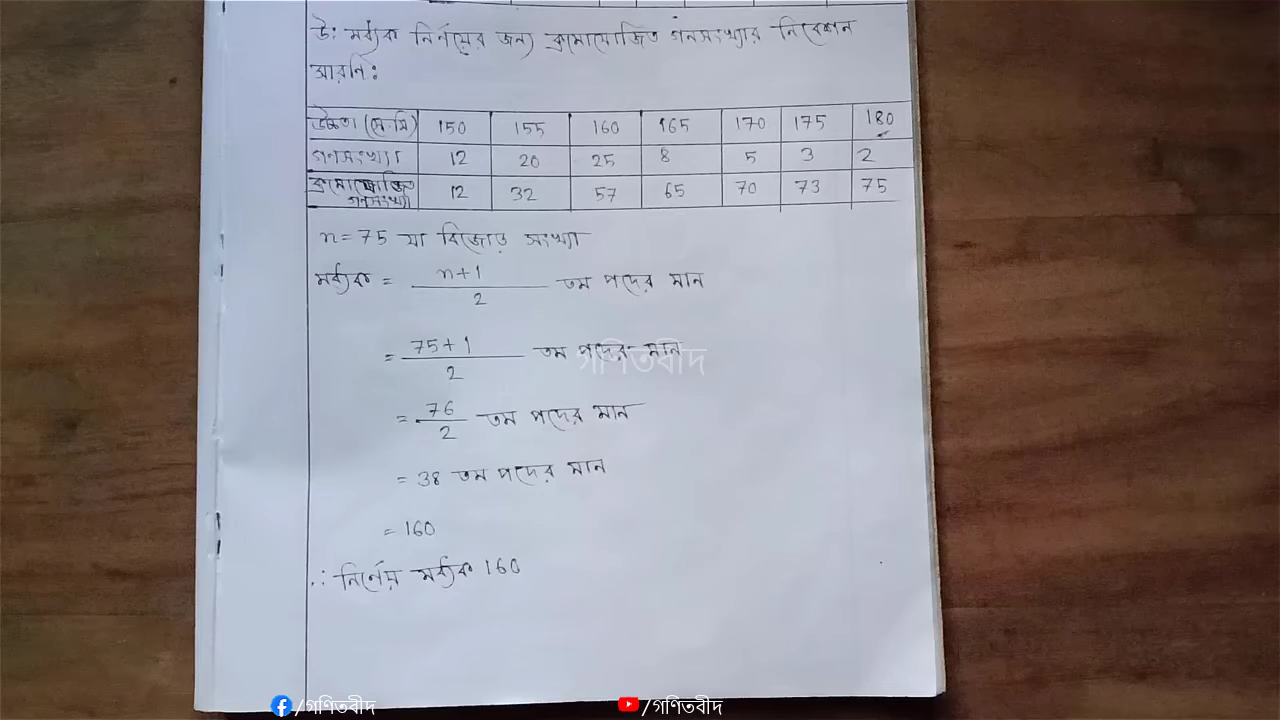 উ: মধ্যক নির্ণয়ের জন্য ক্রমোযোজিত গনসংখ্যার নিবেশন
সারনি:
উচ্চতা (সে.মি) 150 155 160 165 170 175 180
গনসংখ্যা 12 20 25 8 5 3 2
ক্রমোযোজিত গনসংখ্যা 12 32 57 65 70 73 75
n = 75 যা বিজোড় সংখ্যা
মধ্যক = n+1 / 2 তম পদের মান
= 75+1 / 2 তম পদের মান
গণিতবীদ
= 76 / 2 তম পদের মান
= 38 তম পদের মান
= 160
∴ নির্ণেয় মধ্যক 160
/গণিতবীদ /গণিতবীদ